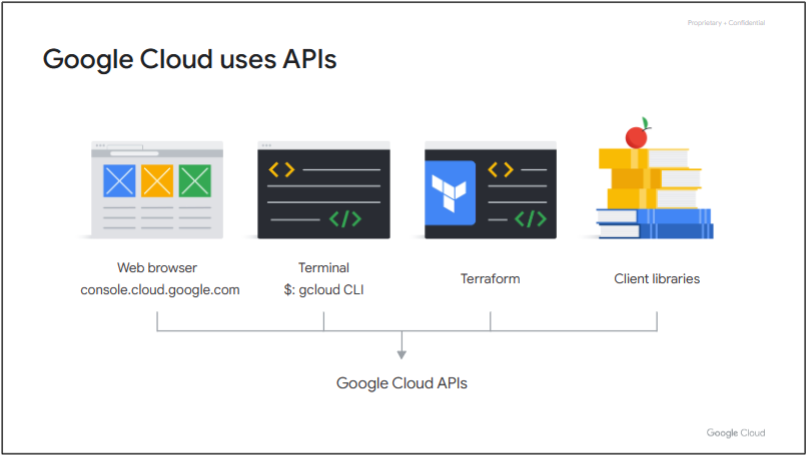 Proprietary + Confidential
Google Cloud uses APIs
Web browser
console.cloud.google.com
Terminal
$: gcloud CLI
Terraform
Client libraries
Google Cloud APIs
Google Cloud